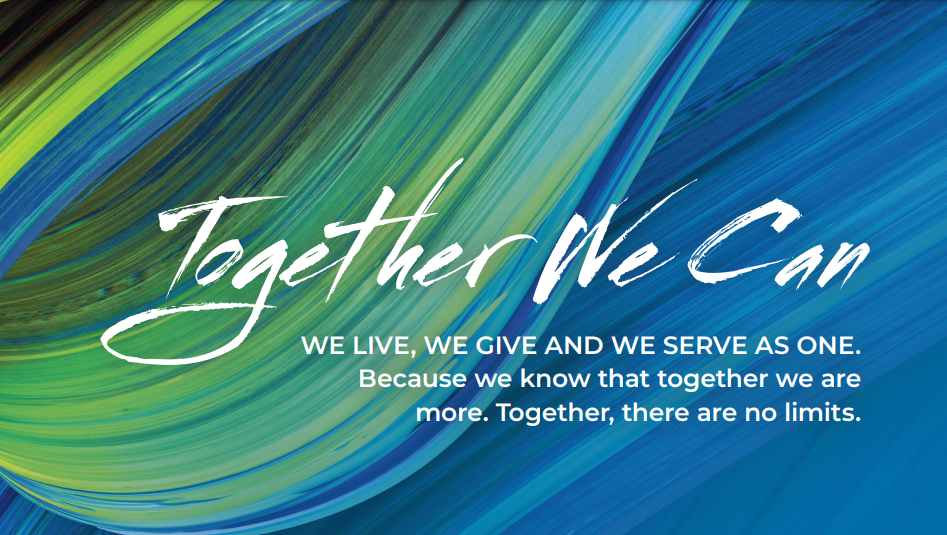 Together We Can
WE LIVE, WE GIVE AND WE SERVE AS ONE.
Because we know that together we are
more. Together, there are no limits.